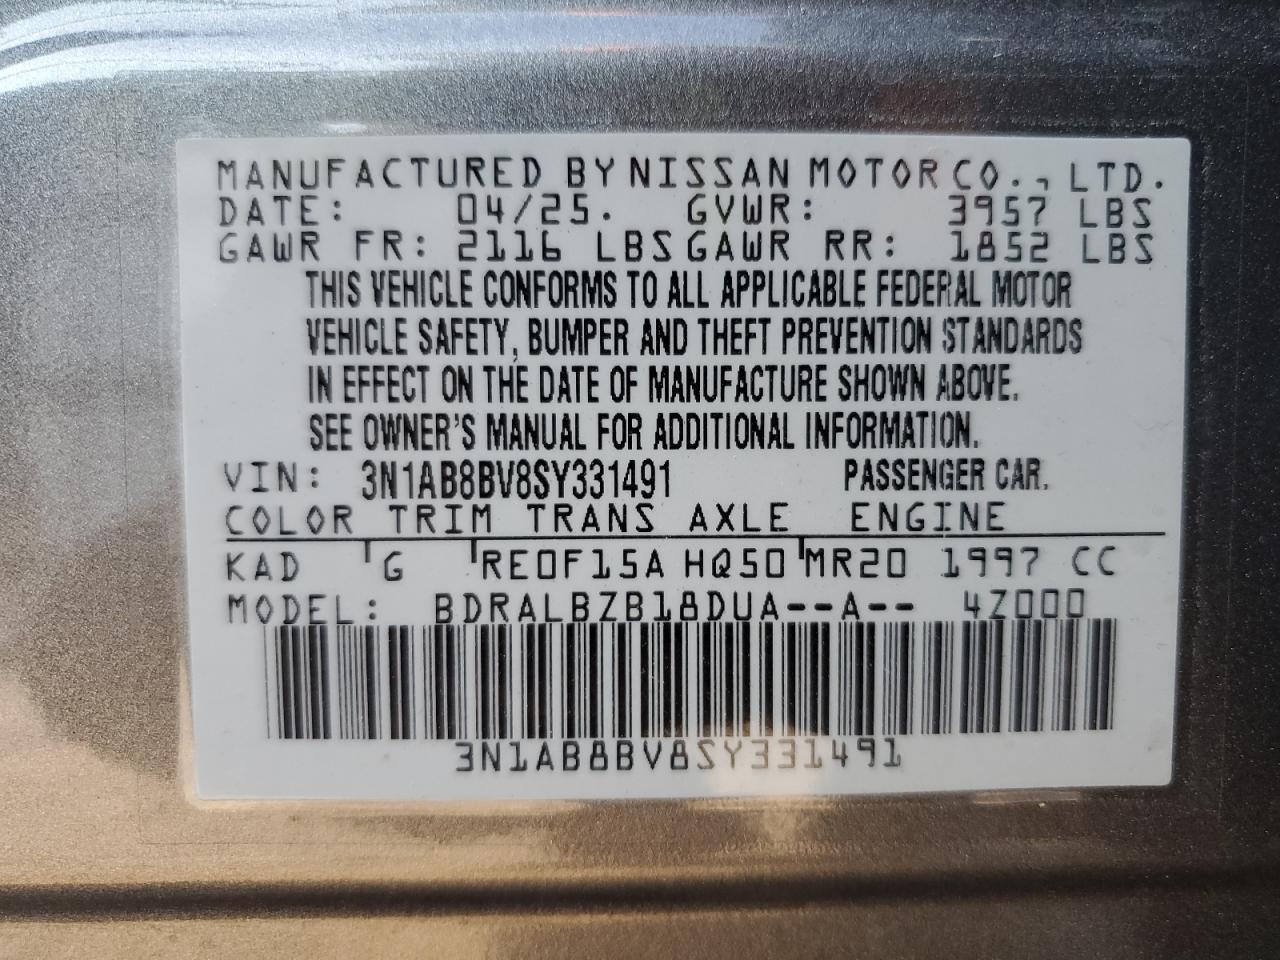 MANUFACTURED BY NISSAN MOTOR CO., LTD.
DATE: 04/25. GVWR: 3957 LBS
GAWR FR: 2116 LBS GAWR RR: 1852 LBS
THIS VEHICLE CONFORMS TO ALL APPLICABLE FEDERAL MOTOR
VEHICLE SAFETY, BUMPER AND THEFT PREVENTION STANDARDS
IN EFFECT ON THE DATE OF MANUFACTURE SHOWN ABOVE.
SEE OWNER'S MANUAL FOR ADDITIONAL INFORMATION.
VIN: 3N1AB8BV8SY331491 PASSENGER CAR.
COLOR TRIM TRANS AXLE ENGINE
KAD G RE0F15A HQ50 MR20 1997 CC
MODEL: BDRALBZB18DUA--A-- 4Z000
3N1AB8BV8SY331491